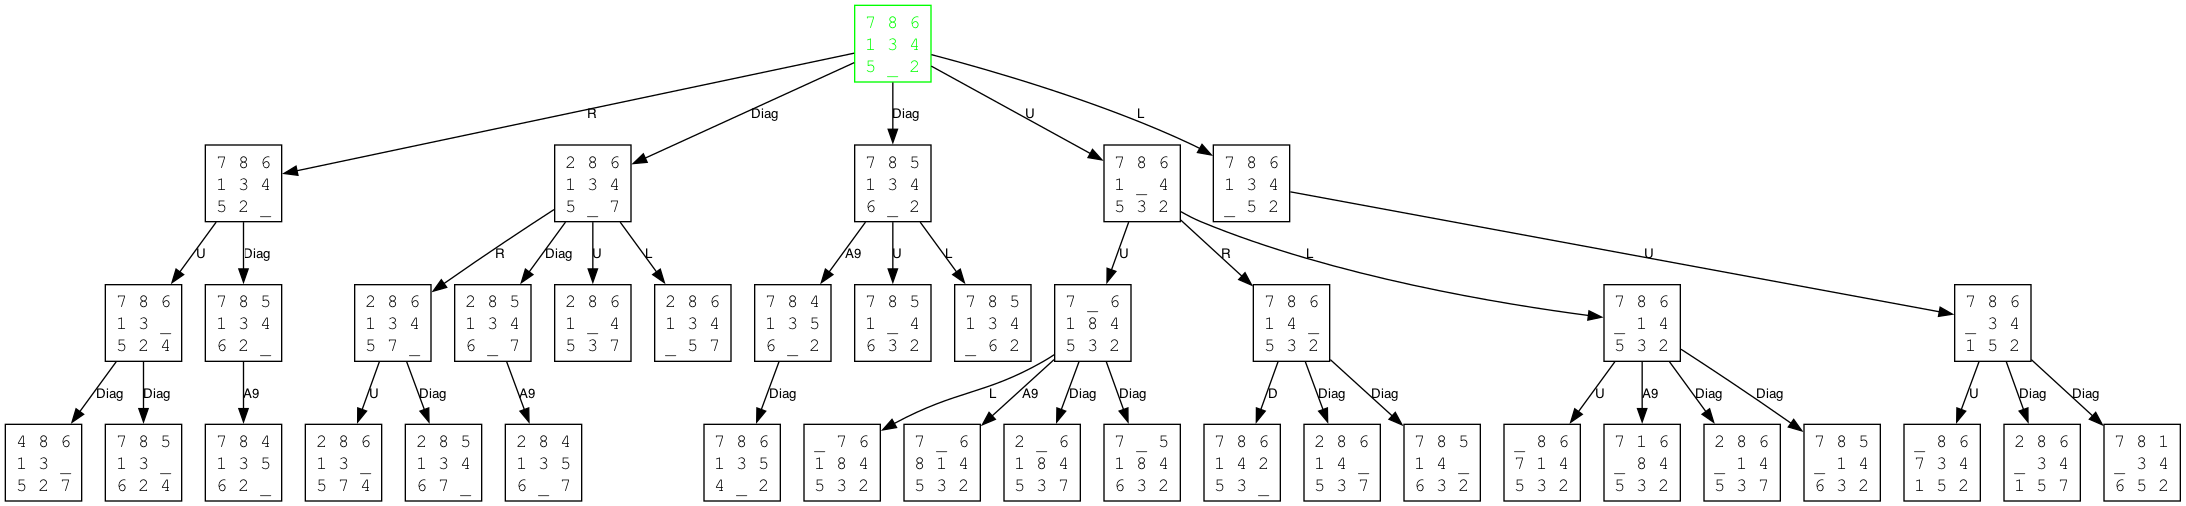 7 8 6
1 3 4
5 _ 2
R
Diag
Diag
U
L
7 8 6
1 3 4
5 2 _
2 8 6
1 3 4
5 _ 7
7 8 5
1 3 4
6 _ 2
7 8 6
1 _ 4
5 3 2
7 8 6
1 3 4
_ 5 2
U
Diag
R
Diag
U
L
A9
U
L
U
R
L
U
7 8 6
1 3 _
5 2 4
7 8 5
1 3 4
6 2 _
2 8 6
1 3 4
5 7 _
2 8 5
1 3 4
6 _ 7
2 8 6
1 _ 4
5 3 7
2 8 6
1 3 4
_ 5 7
7 8 4
1 3 5
6 _ 2
7 8 5
1 _ 4
6 3 2
7 8 5
1 3 4
_ 6 2
7 _ 6
1 8 4
5 3 2
7 8 6
1 4 _
5 3 2
7 8 6
_ 1 4
5 3 2
7 8 6
_ 3 4
1 5 2
Diag
Diag
A9
U
Diag
A9
Diag
L
A9
Diag
Diag
D
Diag
Diag
U
A9
Diag
Diag
U
Diag
Diag
4 8 6
1 3 _
5 2 7
7 8 5
1 3 _
6 2 4
7 8 4
1 3 5
6 2 _
2 8 6
1 3 _
5 7 4
2 8 5
1 3 4
6 7 _
2 8 4
1 3 5
6 _ 7
7 8 6
1 3 5
4 _ 2
_ 7 6
1 8 4
5 3 2
7 _ 6
8 1 4
5 3 2
2 _ 6
1 8 4
5 3 7
7 _ 5
1 8 4
6 3 2
7 8 6
1 4 2
5 3 _
2 8 6
1 4 _
5 3 7
7 8 5
1 4 _
6 3 2
_ 8 6
7 1 4
5 3 2
7 1 6
_ 8 4
5 3 2
2 8 6
_ 1 4
5 3 7
7 8 5
_ 1 4
6 3 2
_ 8 6
7 3 4
1 5 2
2 8 6
_ 3 4
1 5 7
7 8 1
_ 3 4
6 5 2